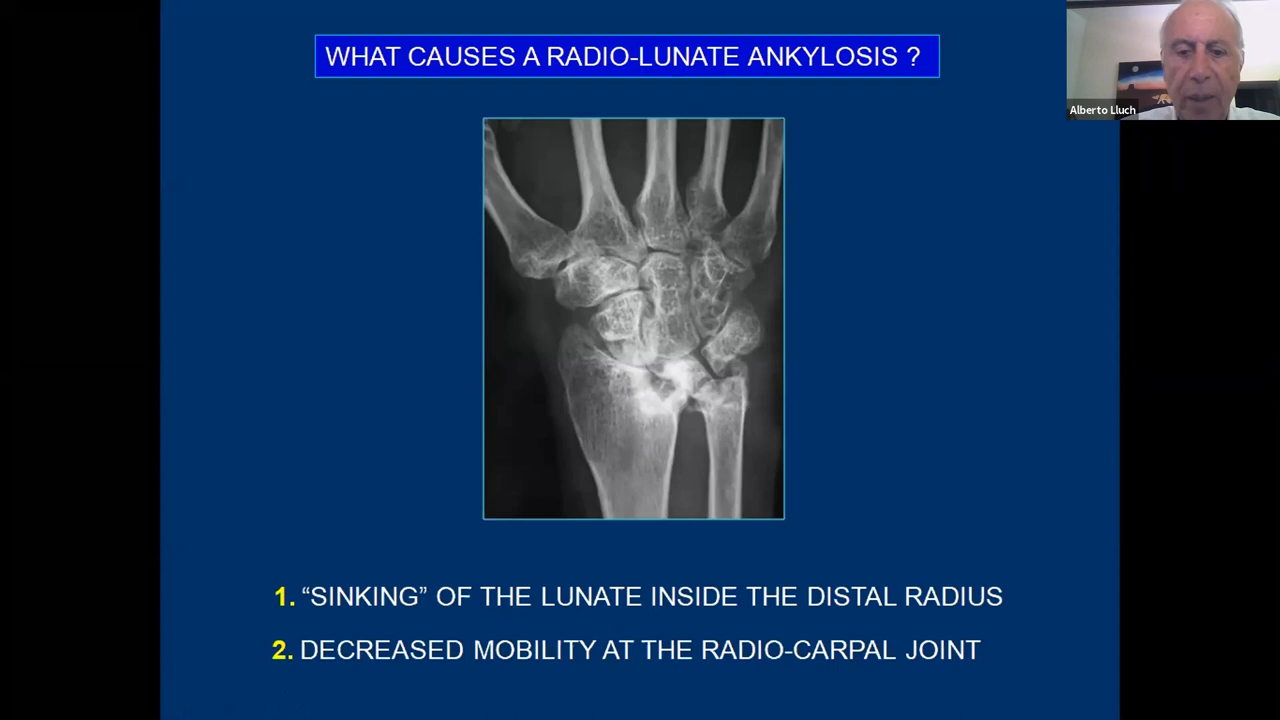 WHAT CAUSES A RADIO-LUNATE ANKYLOSIS ?
Alberto Lluch
1. “SINKING” OF THE LUNATE INSIDE THE DISTAL RADIUS
2. DECREASED MOBILITY AT THE RADIO-CARPAL JOINT